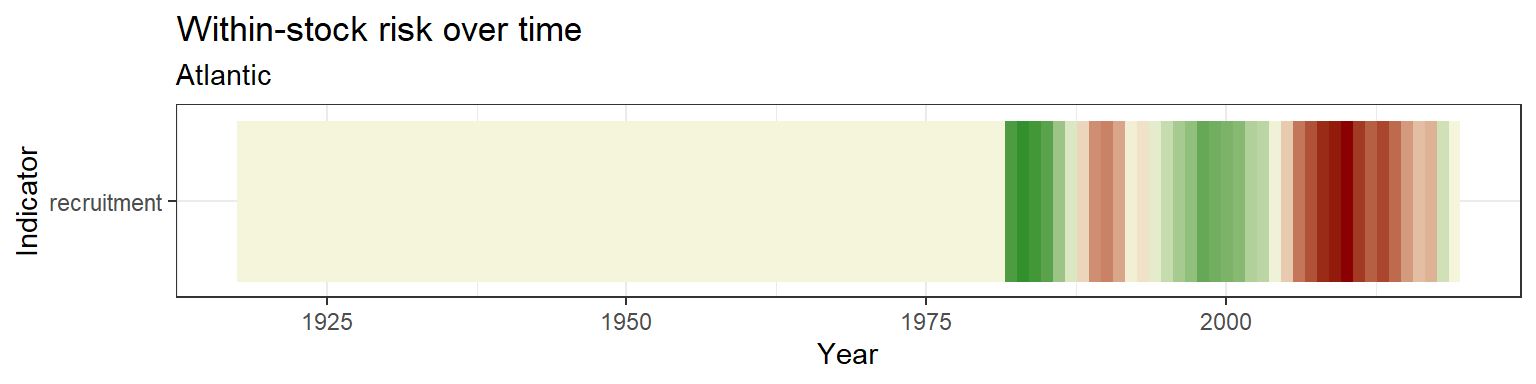 Within-stock risk over time
Atlantic
Indicator
recruitment
1925 1950 1975 2000
Year